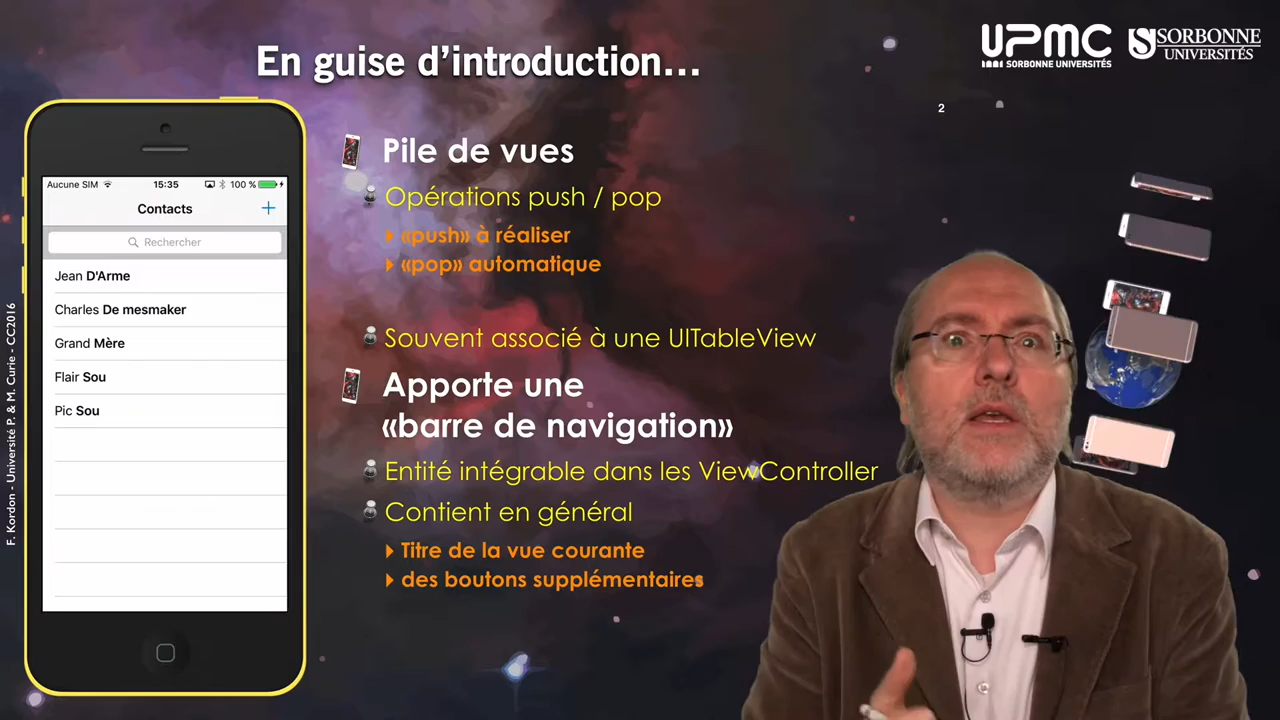 En guise d'introduction...
UPMC
SORBONNE UNIVERSITÉS
SORBONNE
UNIVERSITÉS
2
Aucune SIM 15:35 100 %
Contacts +
Rechercher
Jean D'Arme
Charles De mesmaker
Grand Mère
Flair Sou
Pic Sou
Pile de vues
Opérations push / pop
«push» à réaliser
«pop» automatique
Souvent associé à une UITableView
Apporte une
«barre de navigation»
Entité intégrable dans les ViewController
Contient en général
Titre de la vue courante
des boutons supplémentaires
F. Kordon - Université P. & M. Curie - CC2016